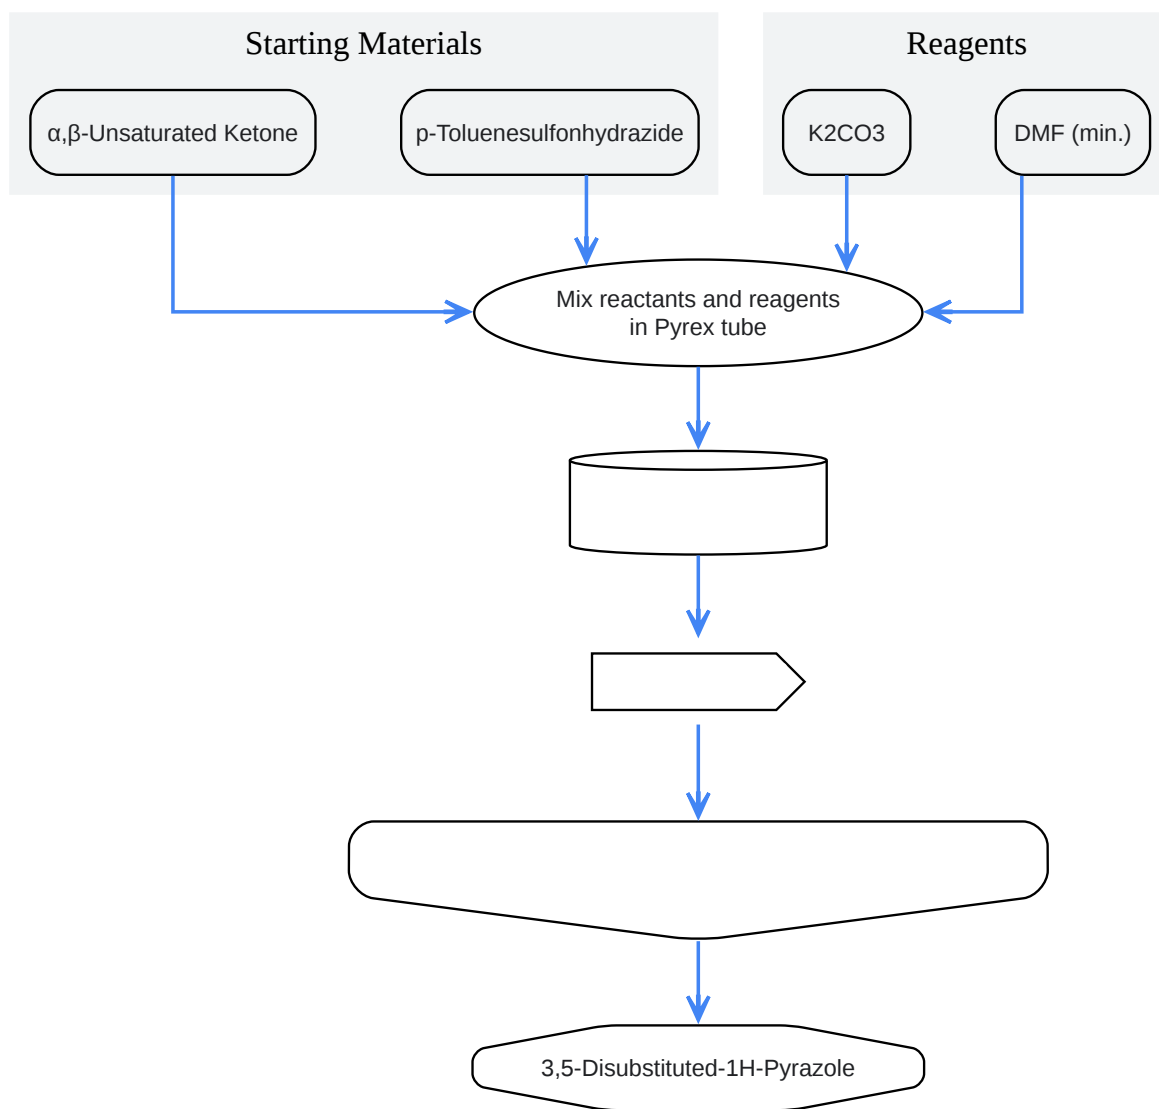 Starting Materials
Reagents
α,β-Unsaturated Ketone
p-Toluenesulfonhydrazide
K2CO3
DMF (min.)
Mix reactants and reagents
in Pyrex tube
3,5-Disubstituted-1H-Pyrazole